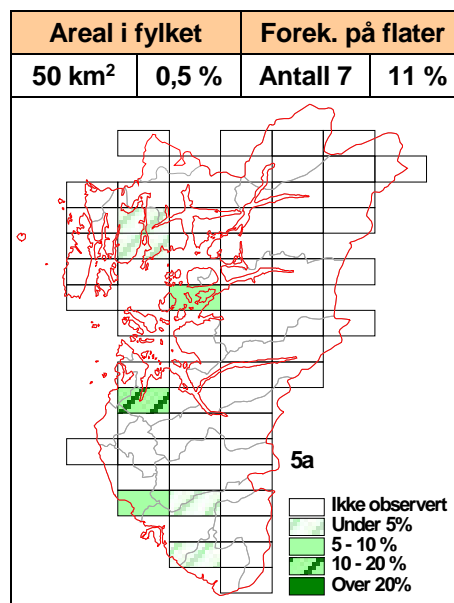 Areal i fylket Forek. på flater
50 km² 0,5 % Antall 7 11 %
5a
Ikke observert
Under 5%
5 - 10 %
10 - 20 %
Over 20%